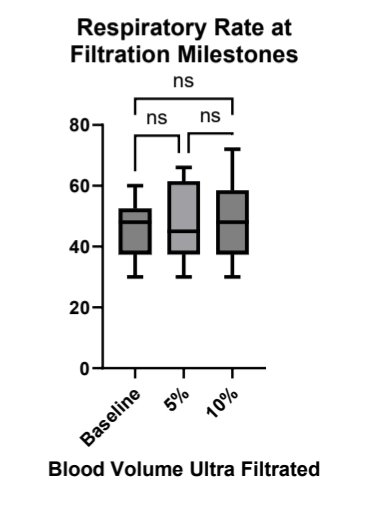 Respiratory Rate at
Filtration Milestones
ns
ns
ns
80
60
40
20
0
Baseline
5%
10%
Blood Volume Ultra Filtrated